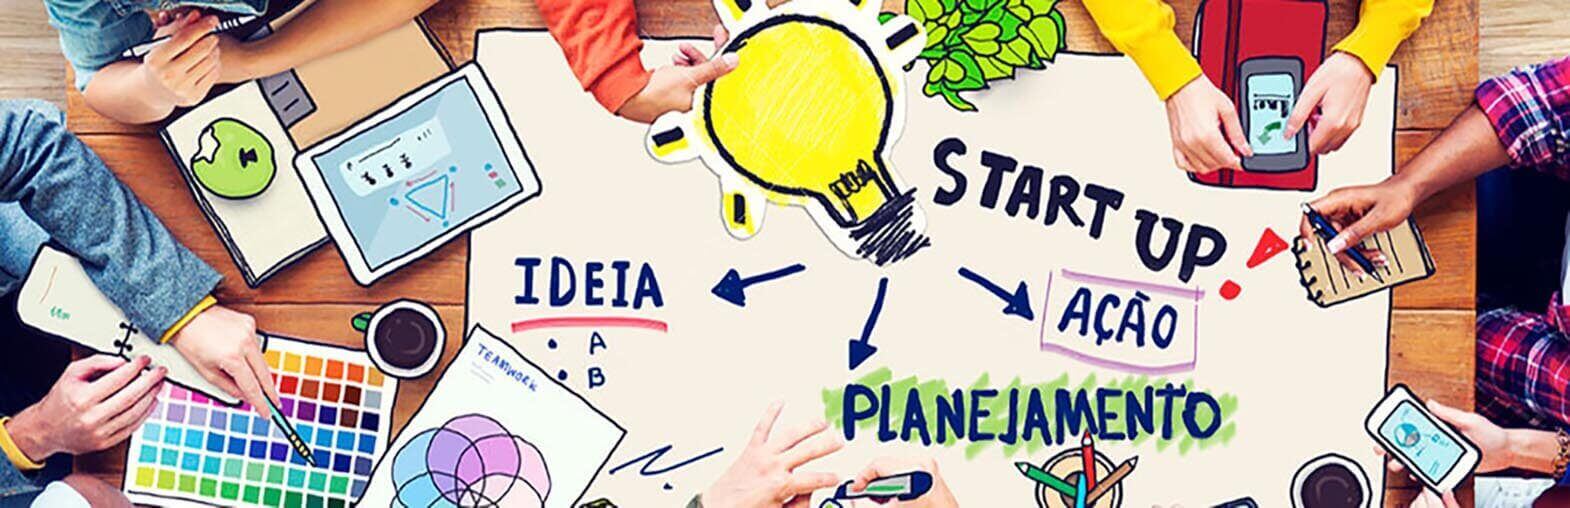 START UP!
IDEIA
• A
• B
AÇÃO
PLANEJAMENTO
TEAMWORK